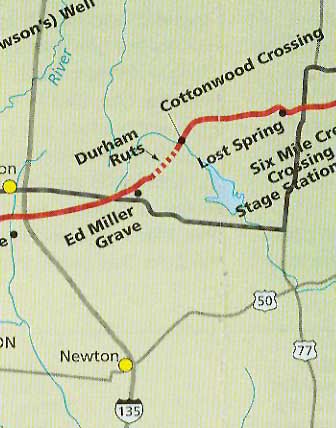 wson's) Well
River
Cottonwood Crossing
Durham
Ruts
Lost Spring
Six Mile Cr
Crossing
Stage Station
on
Ed Miller
Grave
e
50
ON
77
Newton
135